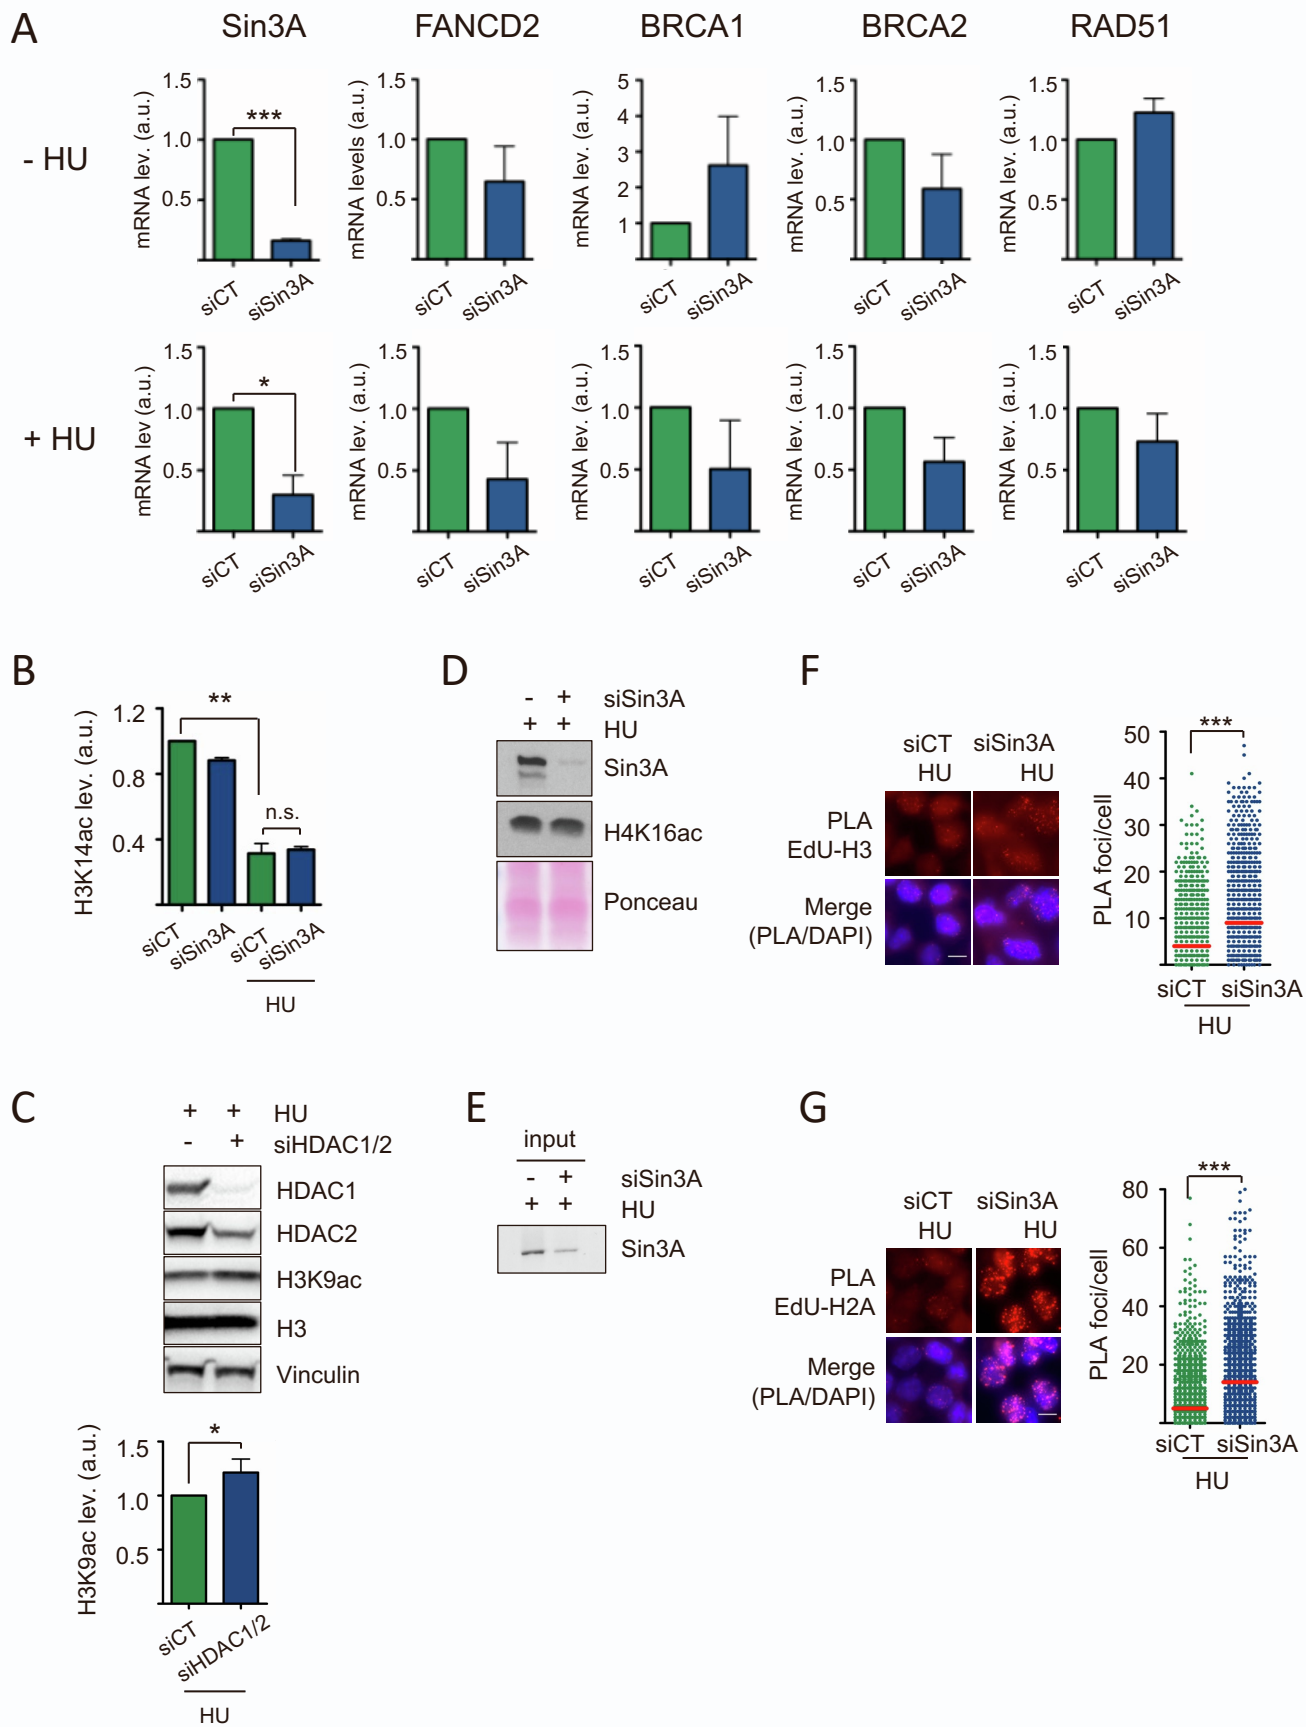 A
Sin3A FANCD2 BRCA1 BRCA2 RAD51
- HU
mRNA lev. (a.u.)
1.5
1.0
0.5
***
siCT siSin3A
mRNA levels (a.u.)
1.5
1.0
0.5
siCT siSin3A
mRNA lev. (a.u.)
5
4
3
2
1
siCT siSin3A
mRNA lev. (a.u.)
1.5
1.0
0.5
siCT siSin3A
mRNA lev. (a.u.)
1.5
1.0
0.5
siCT siSin3A
+ HU
mRNA lev (a.u.)
1.5
1.0
0.5
*
siCT siSin3A
mRNA lev. (a.u.)
1.5
1.0
0.5
siCT siSin3A
mRNA lev. (a.u.)
1.5
1.0
0.5
siCT siSin3A
mRNA lev. (a.u.)
1.5
1.0
0.5
siCT siSin3A
mRNA lev. (a.u.)
1.5
1.0
0.5
siCT siSin3A
B
H3K14ac lev. (a.u.)
1.2
0.8
0.4
**
n.s.
siCT siSin3A siCT siSin3A
HU
D
- + siSin3A
+ + HU
Sin3A
H4K16ac
Ponceau
F
siCT siSin3A
HU HU
PLA
EdU-H3
Merge
(PLA/DAPI)
PLA foci/cell
50
40
30
20
10
***
siCT siSin3A
HU
C
+ + HU
- + siHDAC1/2
HDAC1
HDAC2
H3K9ac
H3
Vinculin
H3K9ac lev. (a.u.)
1.5
1.0
0.5
*
siCT siHDAC1/2
HU
E
input
- + siSin3A
+ + HU
Sin3A
G
siCT siSin3A
HU HU
PLA
EdU-H2A
Merge
(PLA/DAPI)
PLA foci/cell
80
60
40
20
***
siCT siSin3A
HU